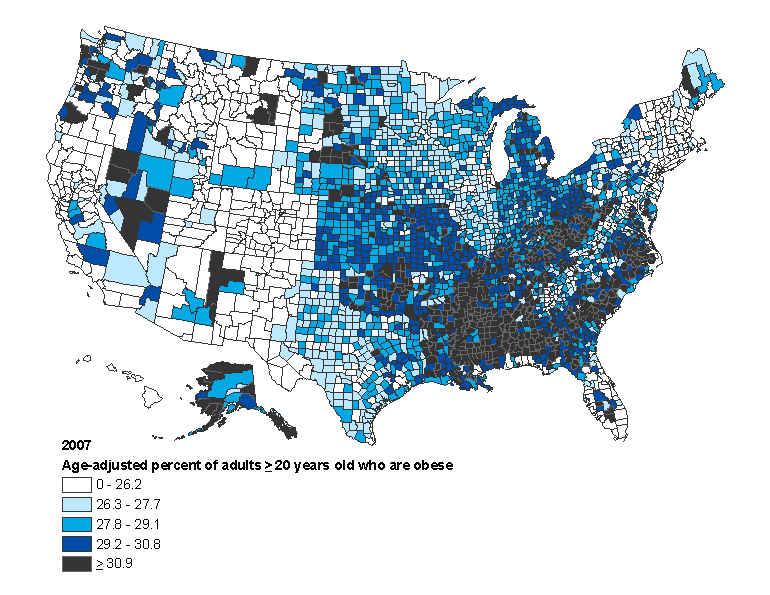 2007
Age-adjusted percent of adults ≥ 20 years old who are obese
0 - 26.2
26.3 - 27.7
27.8 - 29.1
29.2 - 30.8
≥ 30.9